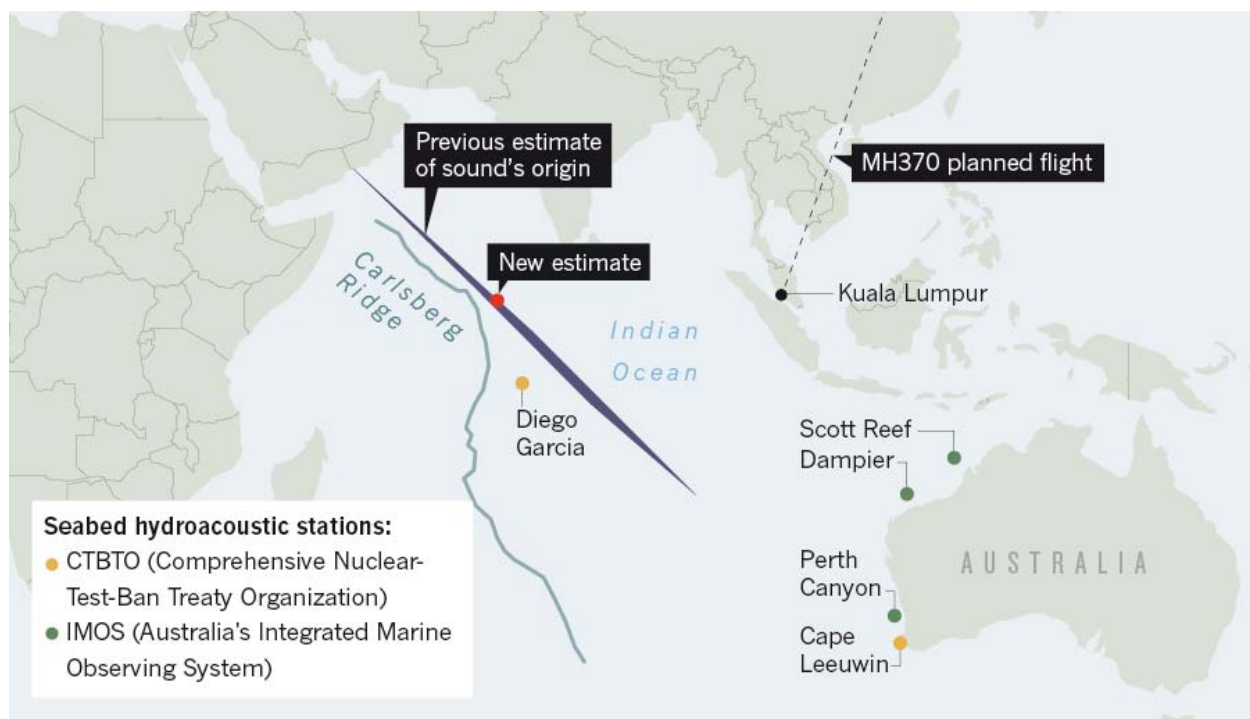 Previous estimate
of sound's origin
MH370 planned flight
New estimate
Carlsberg
Ridge
Kuala Lumpur
Indian
Ocean
Diego
Garcia
Scott Reef
Dampier
Seabed hydroacoustic stations:
CTBTO (Comprehensive Nuclear-
Test-Ban Treaty Organization)
IMOS (Australia's Integrated Marine
Observing System)
Perth
Canyon
AUSTRALIA
Cape
Leeuwin